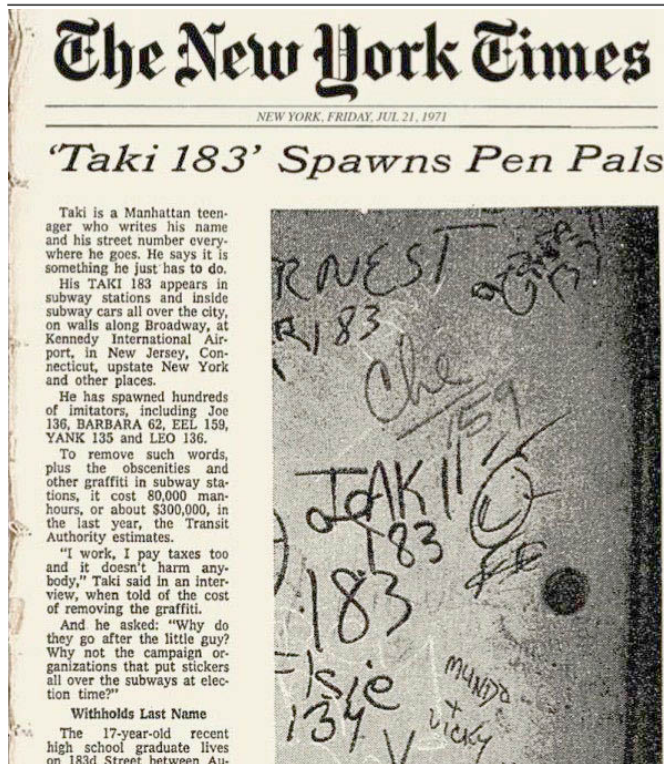 The New York Times
NEW YORK, FRIDAY, JUL 21, 1971
‘Taki 183’ Spawns Pen Pals
Taki is a Manhattan teen-
ager who writes his name
and his street number every-
where he goes. He says it is
something he just has to do.
His TAKI 183 appears in
subway stations and inside
subway cars all over the city,
on walls along Broadway, at
Kennedy International Air-
port, in New Jersey, Con-
necticut, upstate New York
and other places.
He has spawned hundreds
of imitators, including Joe
136, BARBARA 62, EEL 159,
YANK 135 and LEO 136.
To remove such words,
plus the obscenities and
other graffiti in subway sta-
tions, it cost 80,000 man-
hours, or about $300,000, in
the last year, the Transit
Authority estimates.
“I work, I pay taxes too
and it doesn’t harm any-
body,” Taki said in an inter-
view, when told of the cost
of removing the graffiti.
And he asked: “Why do
they go after the little guy?
Why not the campaign or-
ganizations that put stickers
all over the subways at elec-
tion time?”
Withholds Last Name
The 17-year-old recent
high school graduate lives
on 183d Street between Au-
RNEST
183
Che
159
TAKI
183
183
134
MUNDO
+
VICKY